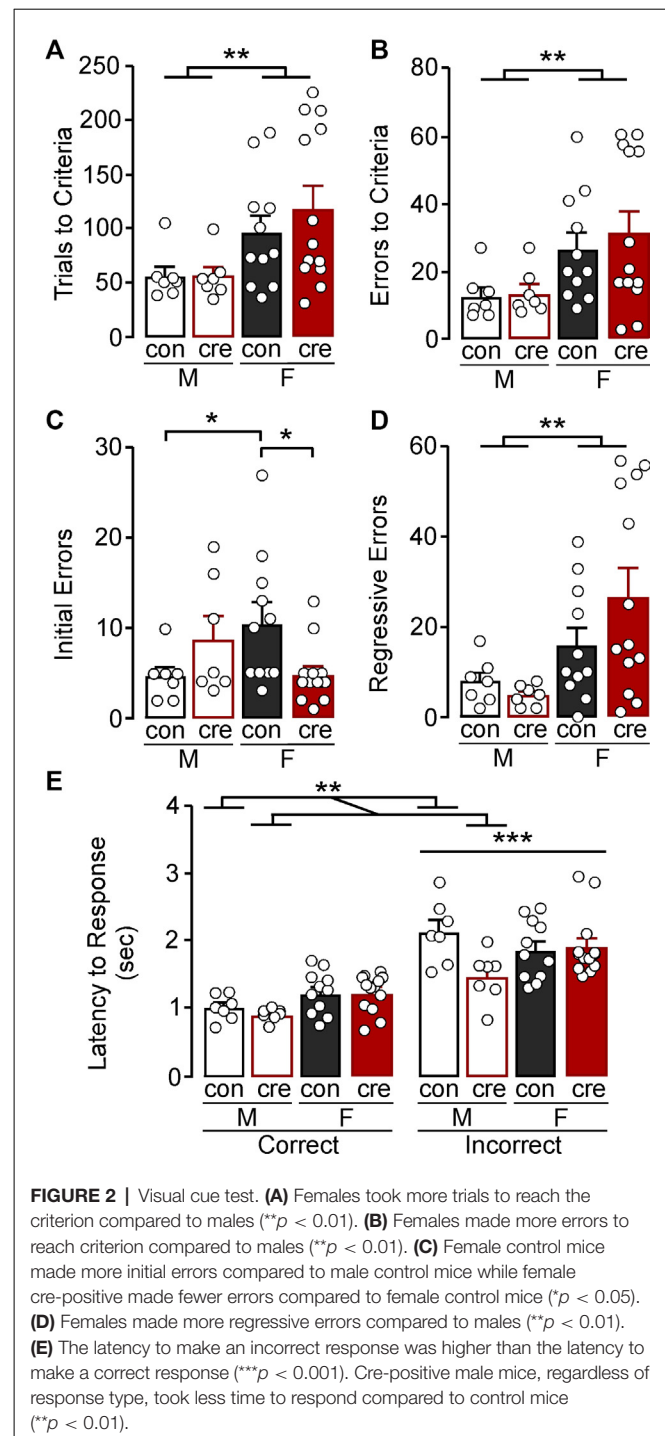 A
**
Trials to Criteria
250
200
150
100
50
0
con cre con cre
M F
B
**
Errors to Criteria
80
60
40
20
0
con cre con cre
M F
C
*
*
Initial Errors
30
20
10
0
con cre con cre
M F
D
**
Regressive Errors
60
40
20
0
con cre con cre
M F
E
**
***
Latency to Response
(sec)
4
3
2
1
0
con cre con cre con cre con cre
M F M F
Correct Incorrect
FIGURE 2 | Visual cue test. (A) Females took more trials to reach the
criterion compared to males (**p < 0.01). (B) Females made more errors to
reach criterion compared to males (**p < 0.01). (C) Female control mice
made more initial errors compared to male control mice while female
cre-positive made fewer errors compared to female control mice (*p < 0.05).
(D) Females made more regressive errors compared to males (**p < 0.01).
(E) The latency to make an incorrect response was higher than the latency to
make a correct response (***p < 0.001). Cre-positive male mice, regardless of
response type, took less time to respond compared to control mice
(**p < 0.01).